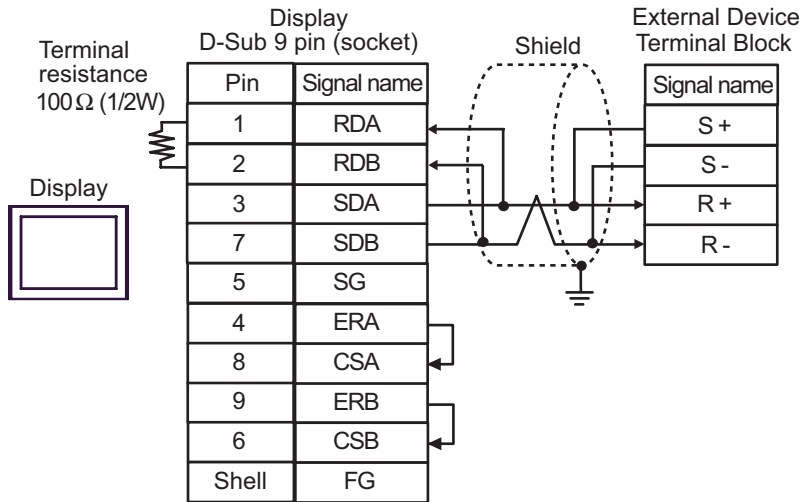 Display
D-Sub 9 pin (socket)
Shield
External Device
Terminal Block
Terminal
resistance
100Ω (1/2W)
Display
Pin Signal name
1 RDA
2 RDB
3 SDA
7 SDB
5 SG
4 ERA
8 CSA
9 ERB
6 CSB
Shell FG
Signal name
S +
S -
R +
R -